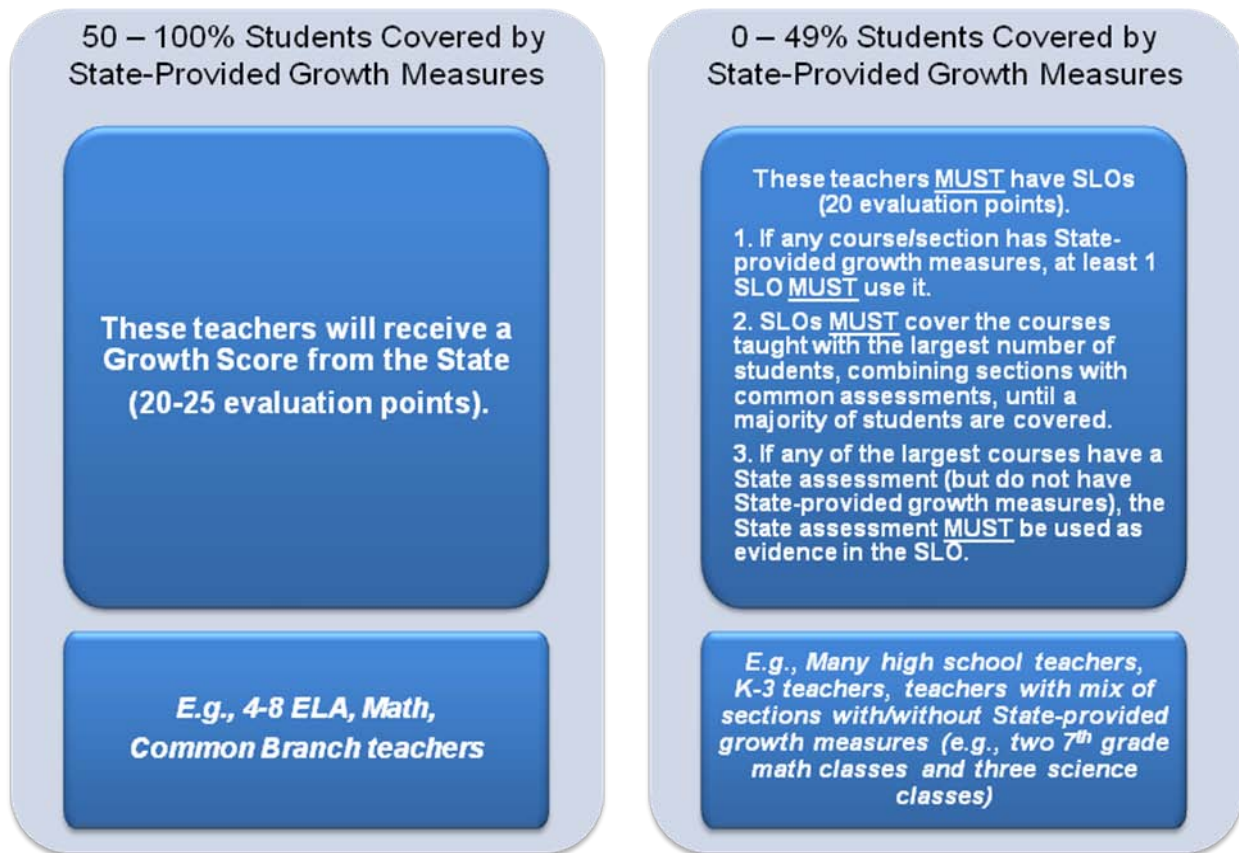 50 – 100% Students Covered by
State-Provided Growth Measures
These teachers will receive a
Growth Score from the State
(20-25 evaluation points).
E.g., 4-8 ELA, Math,
Common Branch teachers
0 – 49% Students Covered by
State-Provided Growth Measures
These teachers MUST have SLOs
(20 evaluation points).
1. If any course/section has State-
provided growth measures, at least 1
SLO MUST use it.
2. SLOs MUST cover the courses
taught with the largest number of
students, combining sections with
common assessments, until a
majority of students are covered.
3. If any of the largest courses have a
State assessment (but do not have
State-provided growth measures), the
State assessment MUST be used as
evidence in the SLO.
E.g., Many high school teachers,
K-3 teachers, teachers with mix of
sections with/without State-provided
growth measures (e.g., two 7th grade
math classes and three science
classes)